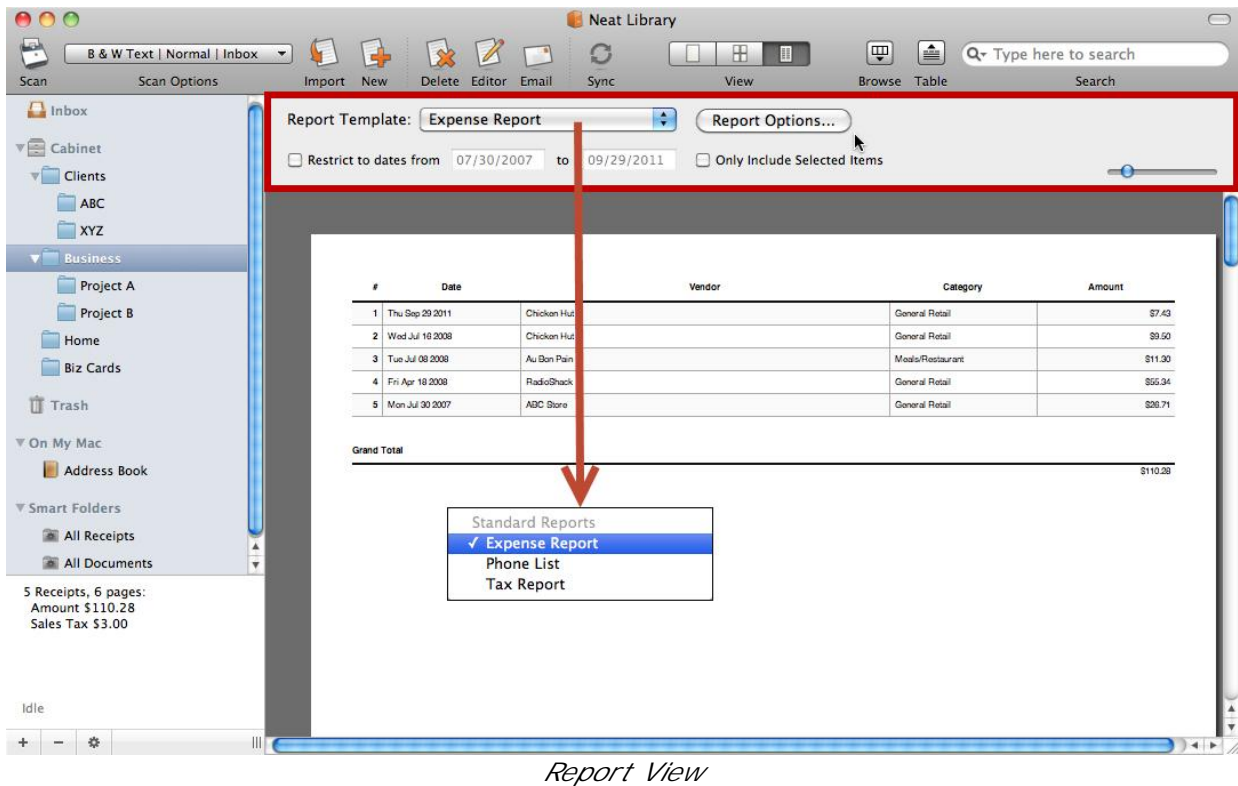 Neat Library
B & W Text | Normal | Inbox
Type here to search
Scan Scan Options Import New Delete Editor Email Sync View Browse Table Search
Inbox
Cabinet
Clients
ABC
XYZ
Business
Project A
Project B
Home
Biz Cards
Trash
On My Mac
Address Book
Smart Folders
All Receipts
All Documents
5 Receipts, 6 pages:
Amount $110.28
Sales Tax $3.00
Idle
Report Template: Expense Report Report Options...
Restrict to dates from 07/30/2007 to 09/29/2011 Only Include Selected Items
# Date Vendor Category Amount
1 Thu Sep 29 2011 Chicken Hut General Retail $7.43
2 Wed Jul 16 2008 Chicken Hut General Retail $9.50
3 Tue Jul 08 2008 Au Bon Pain Meals/Restaurant $11.30
4 Fri Apr 18 2008 RadioShack General Retail $55.34
5 Mon Jul 30 2007 ABC Store General Retail $26.71
Grand Total
$110.28
Standard Reports
✓ Expense Report
Phone List
Tax Report
Report View